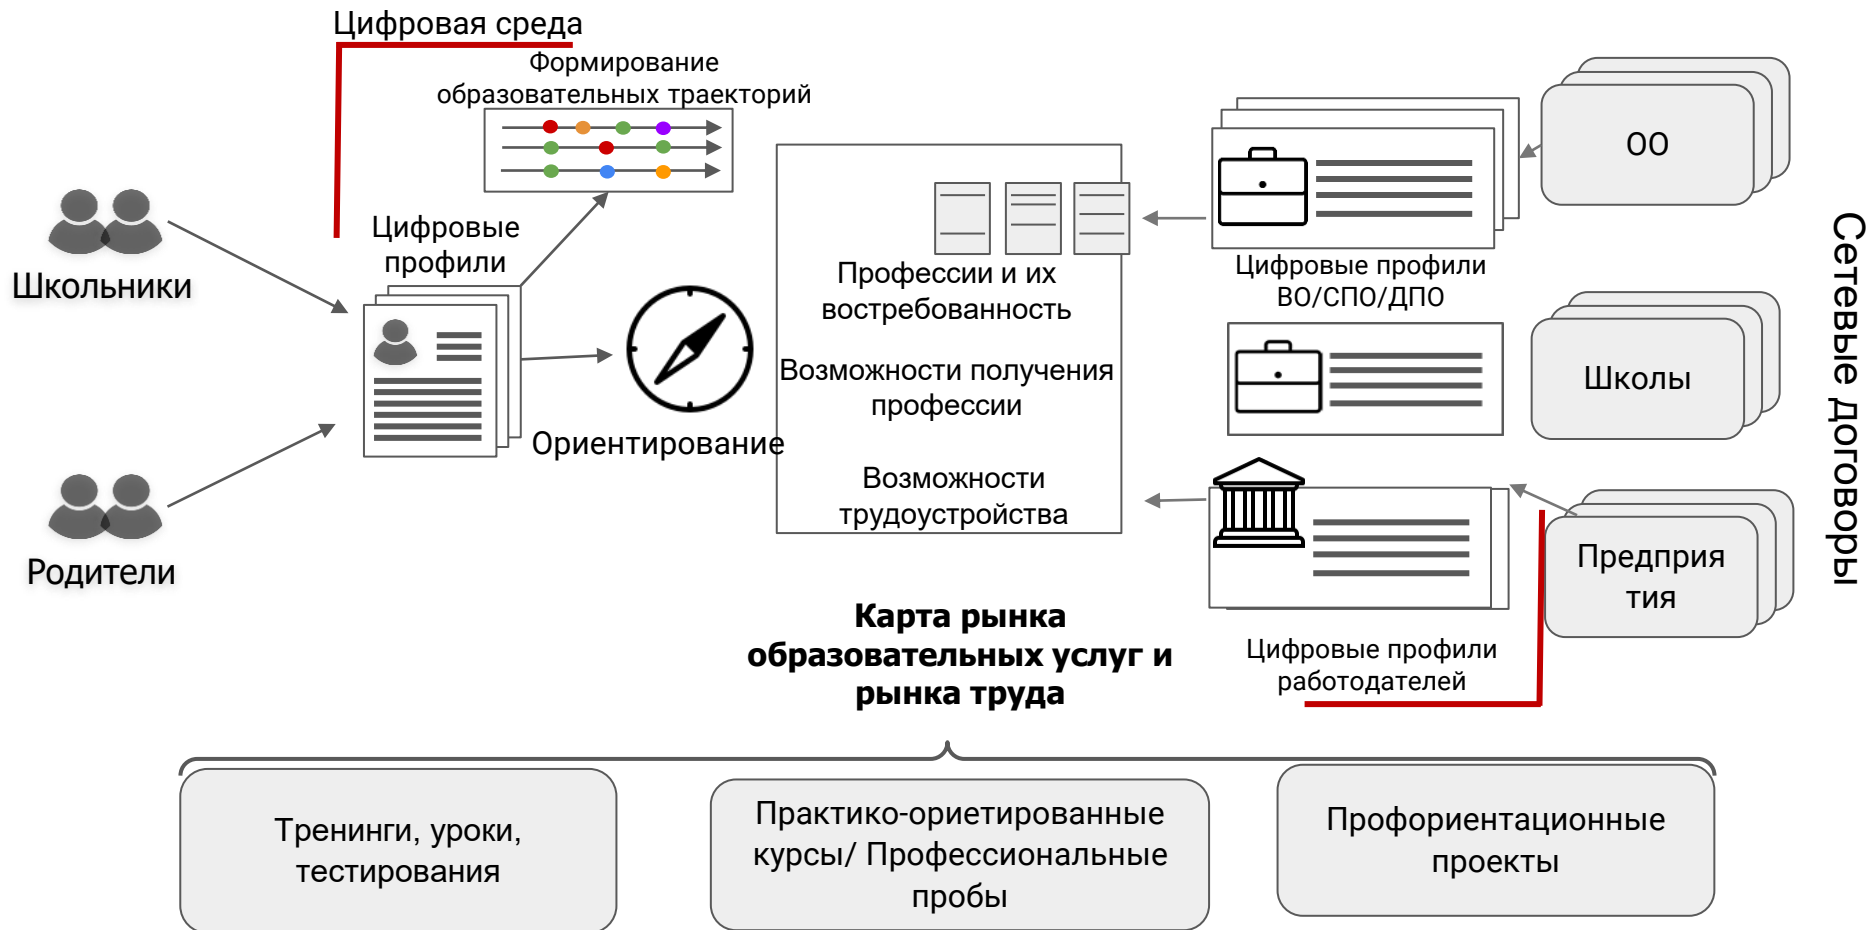 Цифровая среда
Формирование
образовательных траекторий
Школьники
Родители
Цифровые
профили
Ориентирование
Профессии и их
востребованность
Возможности получения
профессии
Возможности
трудоустройства
Карта рынка
образовательных услуг и
рынка труда
Цифровые профили
ВО/СПО/ДПО
Цифровые профили
работодателей
ОО
Школы
Предприя
тия
Сетевые договоры
Тренинги, уроки,
тестирования
Практико-ориетированные
курсы/ Профессиональные
пробы
Профориентационные
проекты